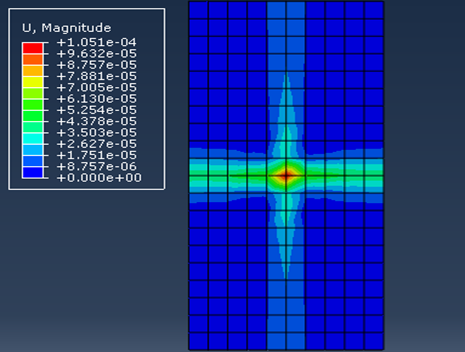 U, Magnitude
+1.051e-04
+9.632e-05
+8.757e-05
+7.881e-05
+7.005e-05
+6.130e-05
+5.254e-05
+4.378e-05
+3.503e-05
+2.627e-05
+1.751e-05
+8.757e-06
+0.000e+00